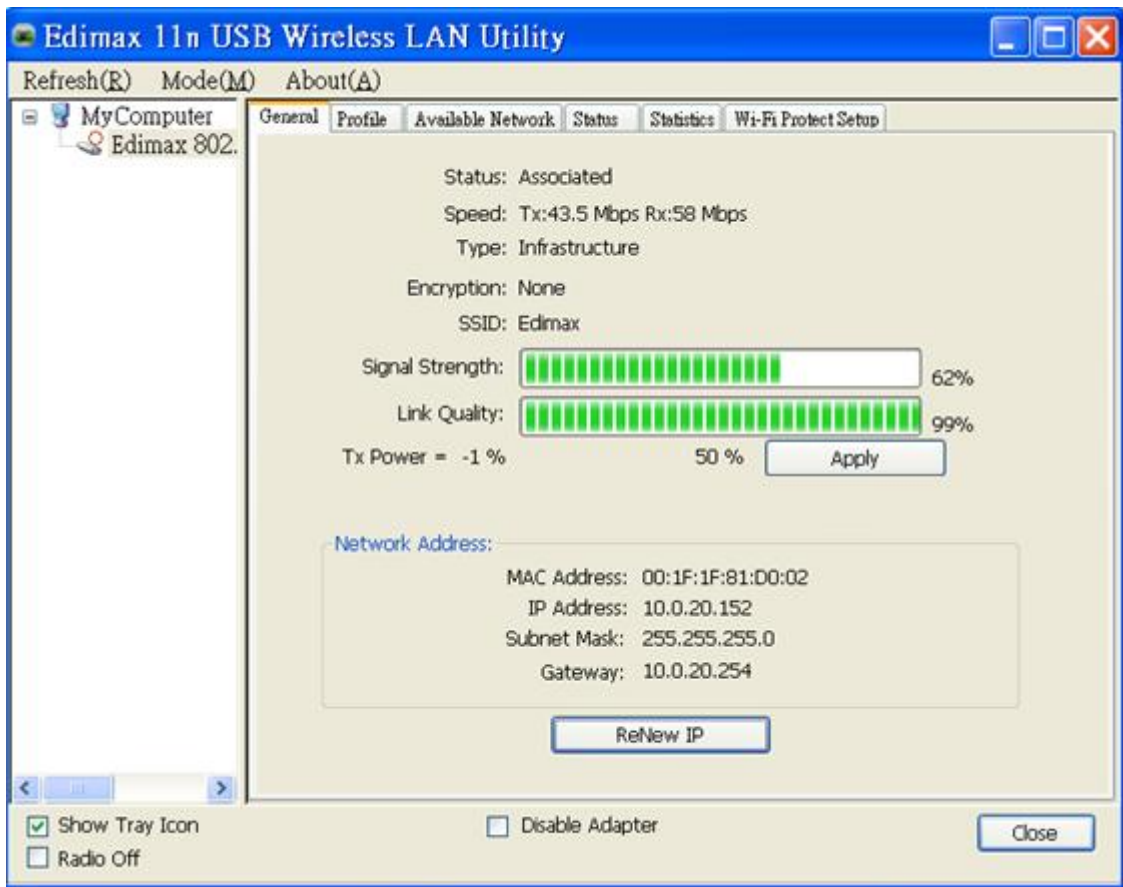 Edimax 11n USB Wireless LAN Utility
Refresh(R) Mode(M) About(A)
MyComputer
Edimax 802.
General Profile Available Network Status Statistics Wi-Fi Protect Setup
Status: Associated
Speed: Tx:43.5 Mbps Rx:58 Mbps
Type: Infrastructure
Encryption: None
SSID: Edimax
Signal Strength: 62%
Link Quality: 99%
Tx Power = -1 % 50 % Apply
Network Address:
MAC Address: 00:1F:1F:81:D0:02
IP Address: 10.0.20.152
Subnet Mask: 255.255.255.0
Gateway: 10.0.20.254
ReNew IP
Show Tray Icon Disable Adapter Close
Radio Off